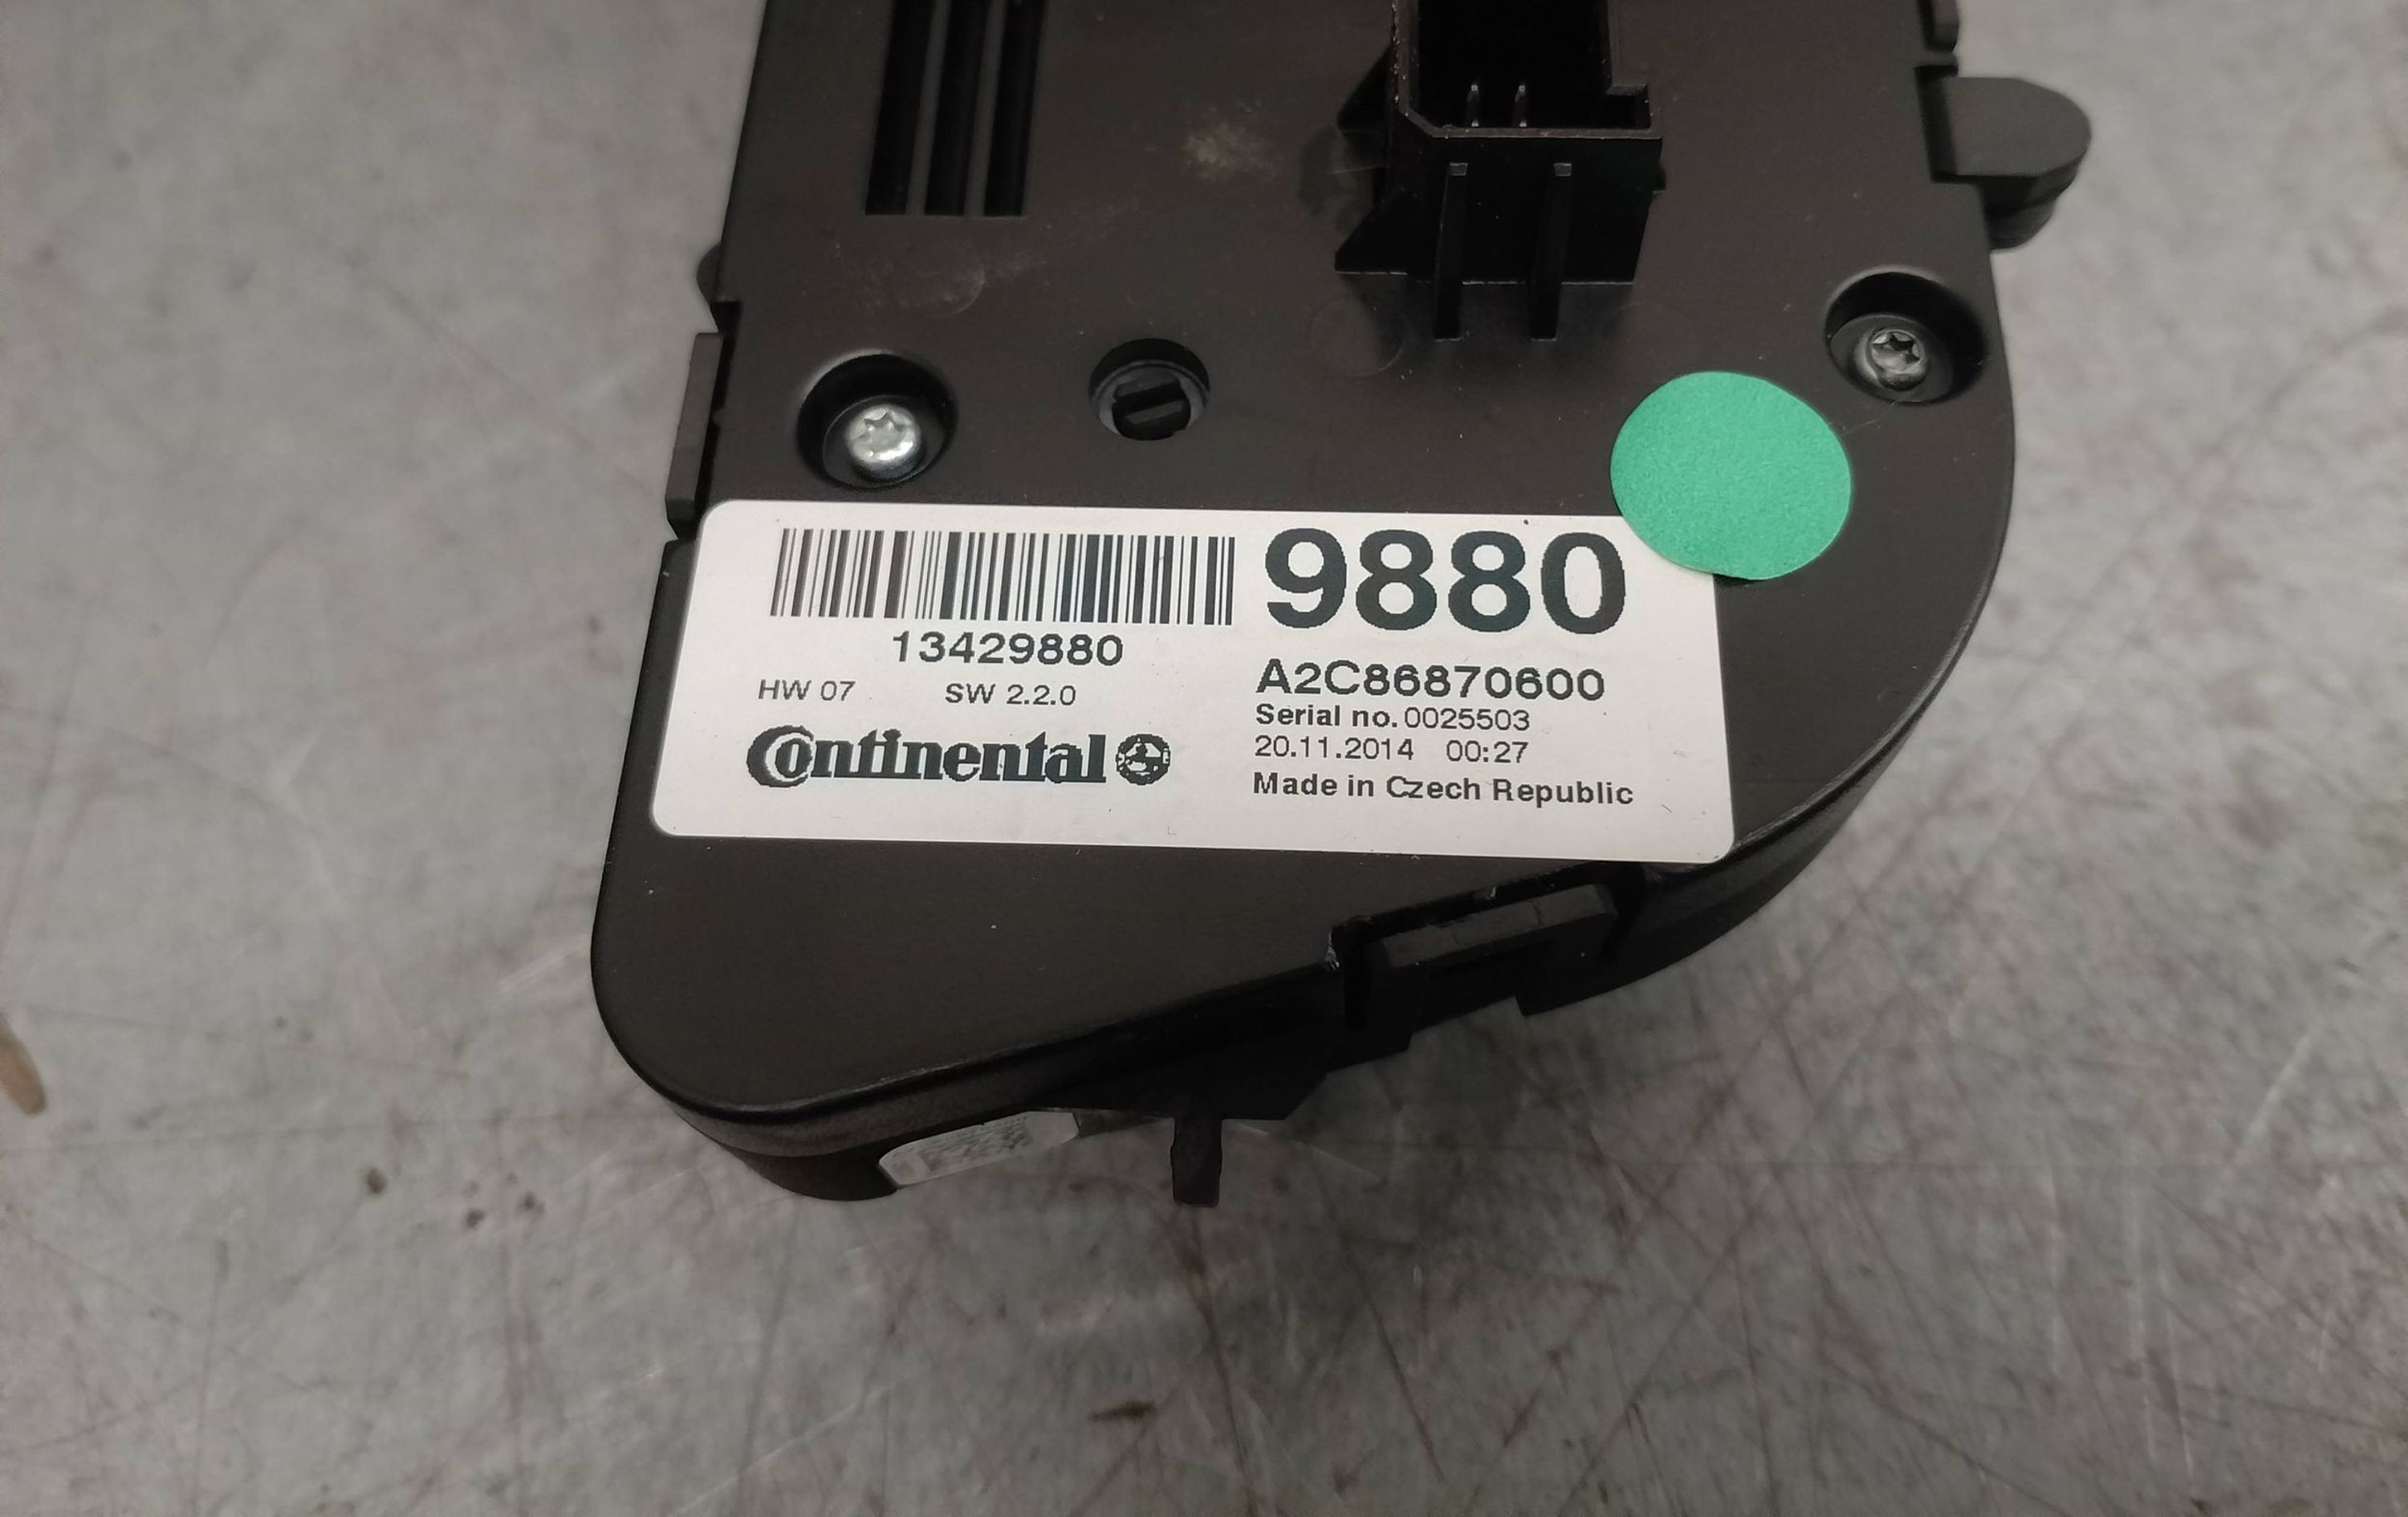 9880
13429880
A2C86870600
HW 07 SW 2.2.0
Serial no. 0025503
20.11.2014 00:27
Continental
Made in Czech Republic